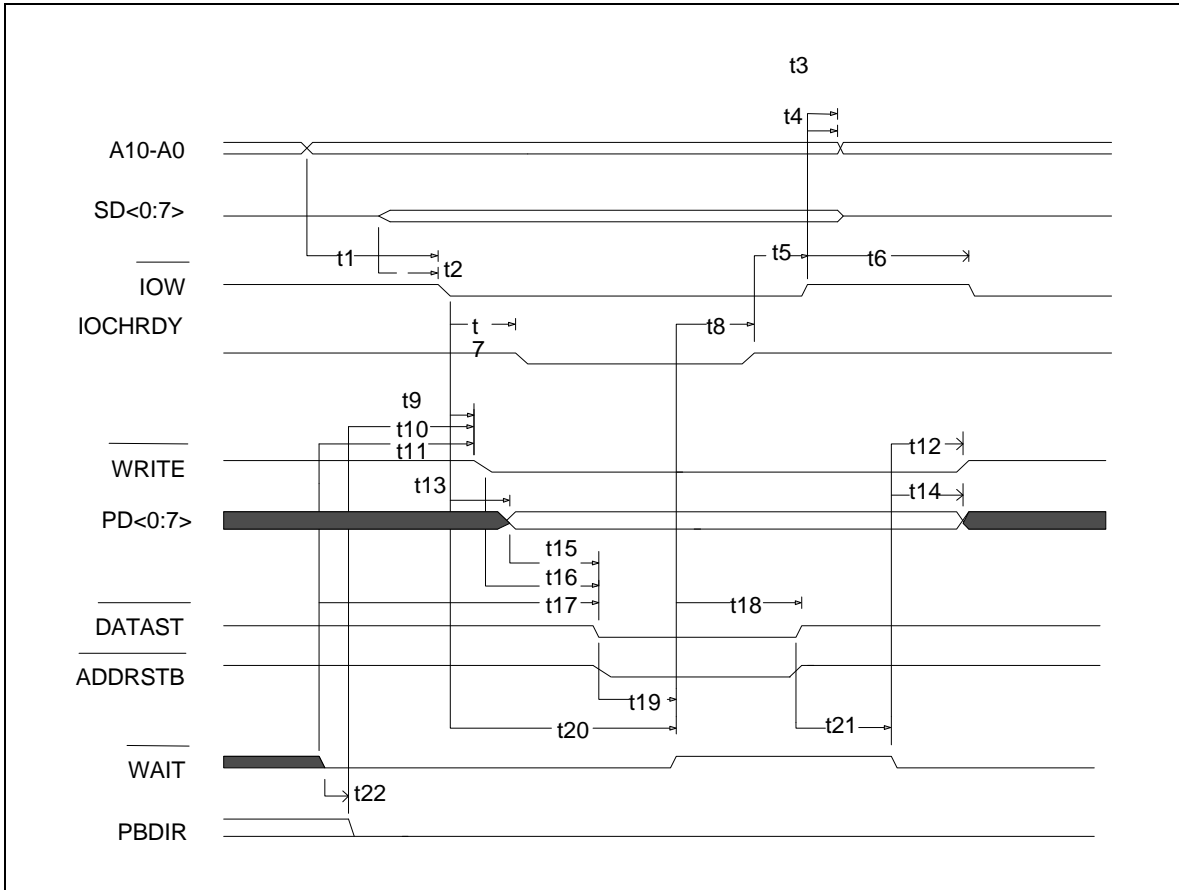 t3
t4
A10-A0
SD<0:7>
t1
t2
t5
t6
IOW
IOCHRDY
t
7
t8
t9
t10
t11
t12
WRITE
t13
t14
PD<0:7>
t15
t16
t17
t18
DATAST
ADDRSTB
t19
t20
t21
WAIT
t22
PBDIR